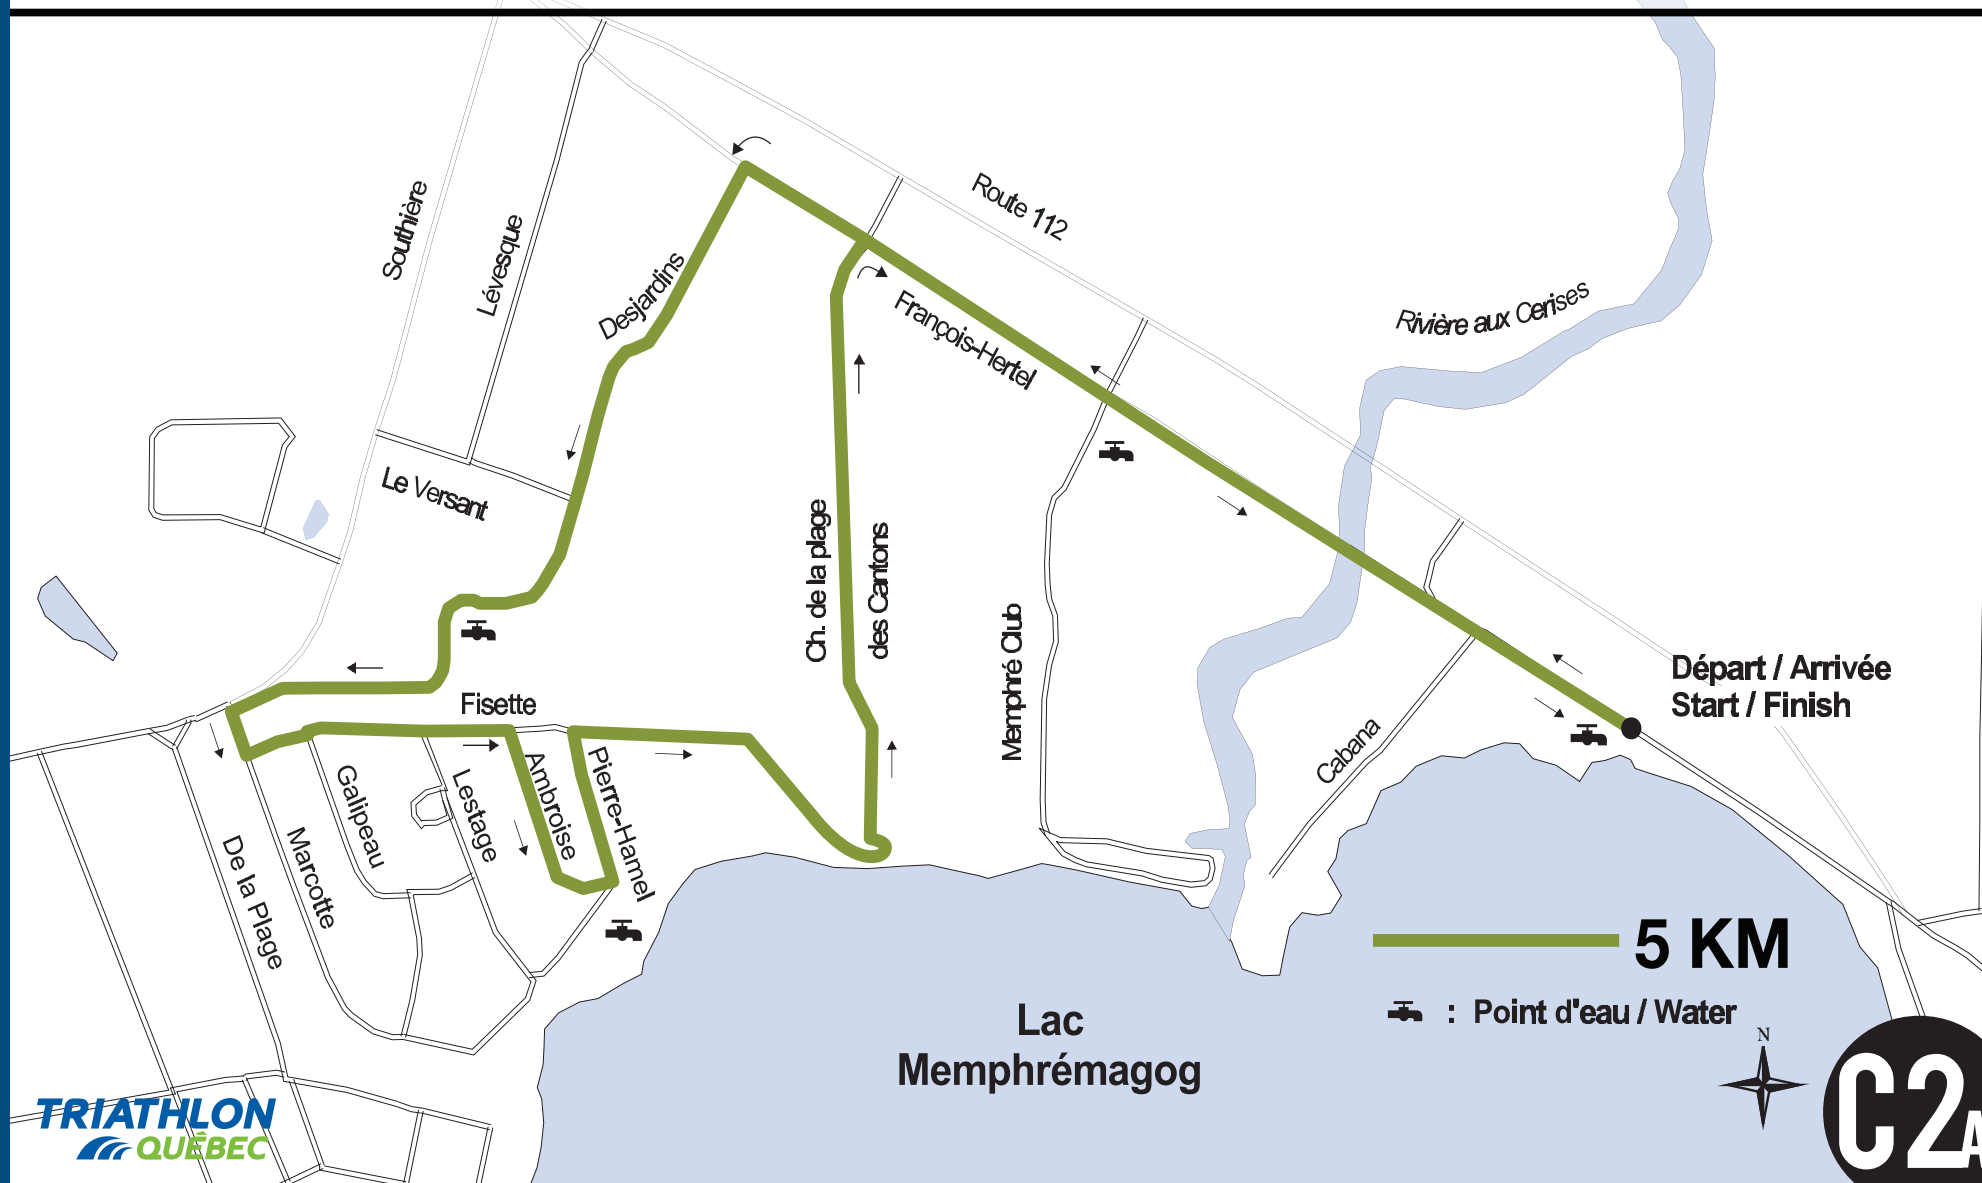 Route 112
Southière
Lévesque
Desjardins
François-Hertel
Rivière aux Cerises
Le Versant
Ch. de la plage
des Cantons
Memphré Club
Départ / Arrivée
Start / Finish
Fisette
Cabana
Galipeau
Lestage
Ambroise
Pierre-Hamel
De la Plage
Marcotte
5 KM
: Point d'eau / Water
Lac
Memphrémagog
N
C2A
TRIATHLON
QUÉBEC